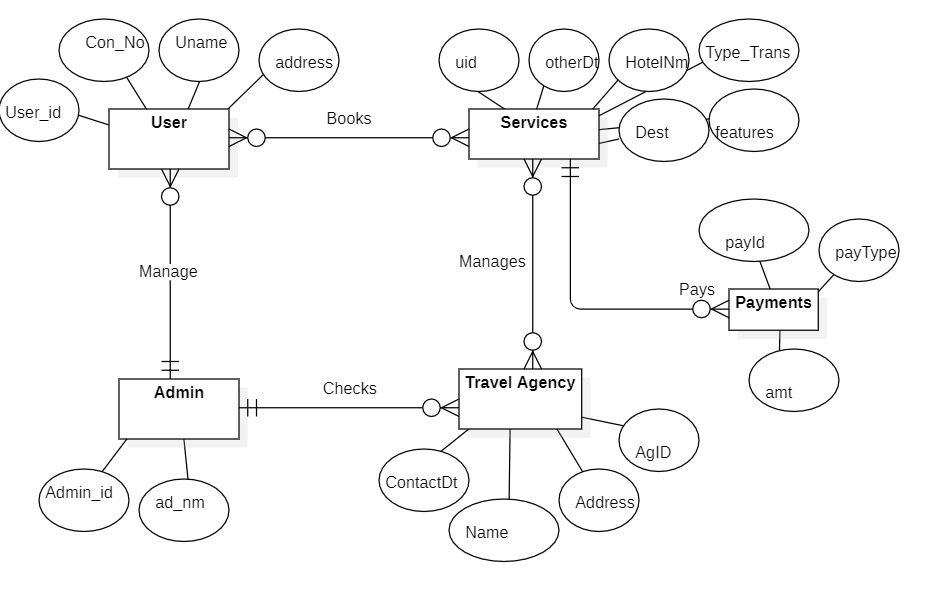 Con_No
Uname
address
User_id
User
Books
uid
otherDt
HotelNm
Type_Trans
Services
Dest
features
Manage
Manages
payId
payType
Pays
Payments
amt
Admin
Checks
Travel Agency
Admin_id
ad_nm
ContactDt
Name
Address
AgID